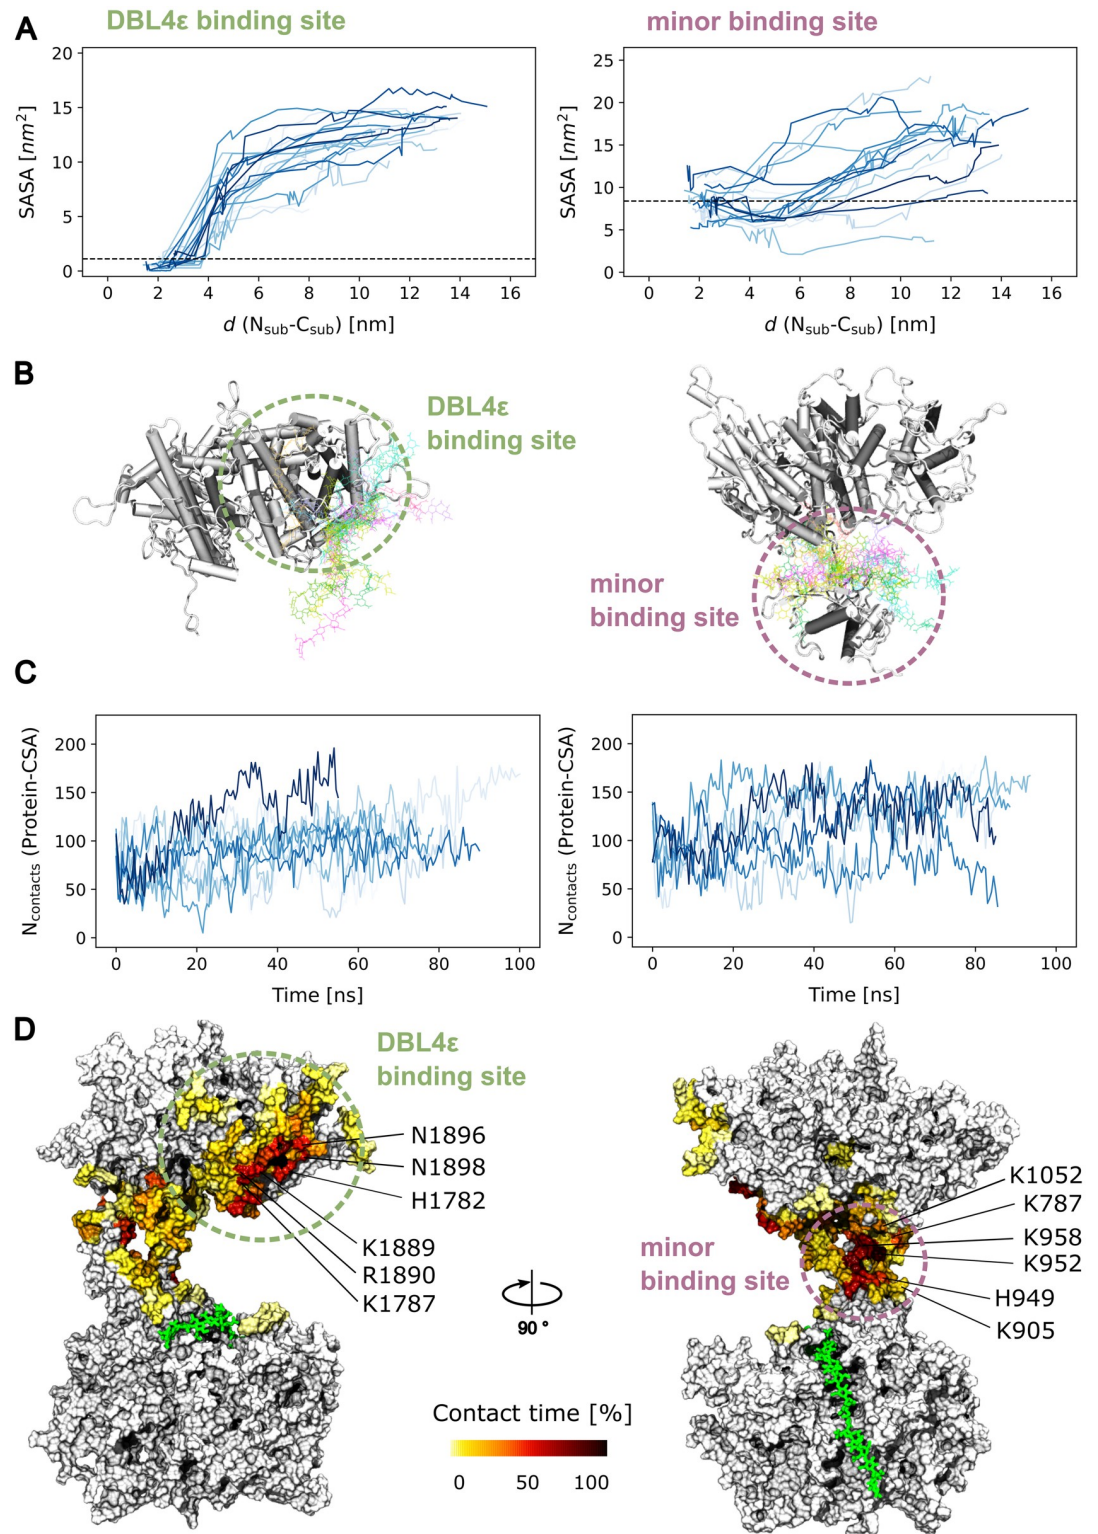 A
DBL4ε binding site
minor binding site
SASA [nm²]
20
15
10
5
0
0 2 4 6 8 10 12 14 16
d (Nsub-Csub) [nm]
SASA [nm²]
25
20
15
10
5
0
0 2 4 6 8 10 12 14 16
d (Nsub-Csub) [nm]
B
DBL4ε
binding site
minor
binding site
C
Ncontacts (Protein-CSA)
200
150
100
50
0
0 20 40 60 80 100
Time [ns]
Ncontacts (Protein-CSA)
200
150
100
50
0
0 20 40 60 80 100
Time [ns]
D
DBL4ε
binding site
N1896
N1898
H1782
K1889
R1890
K1787
90 °
minor
binding site
K1052
K787
K958
K952
H949
K905
Contact time [%]
0 50 100